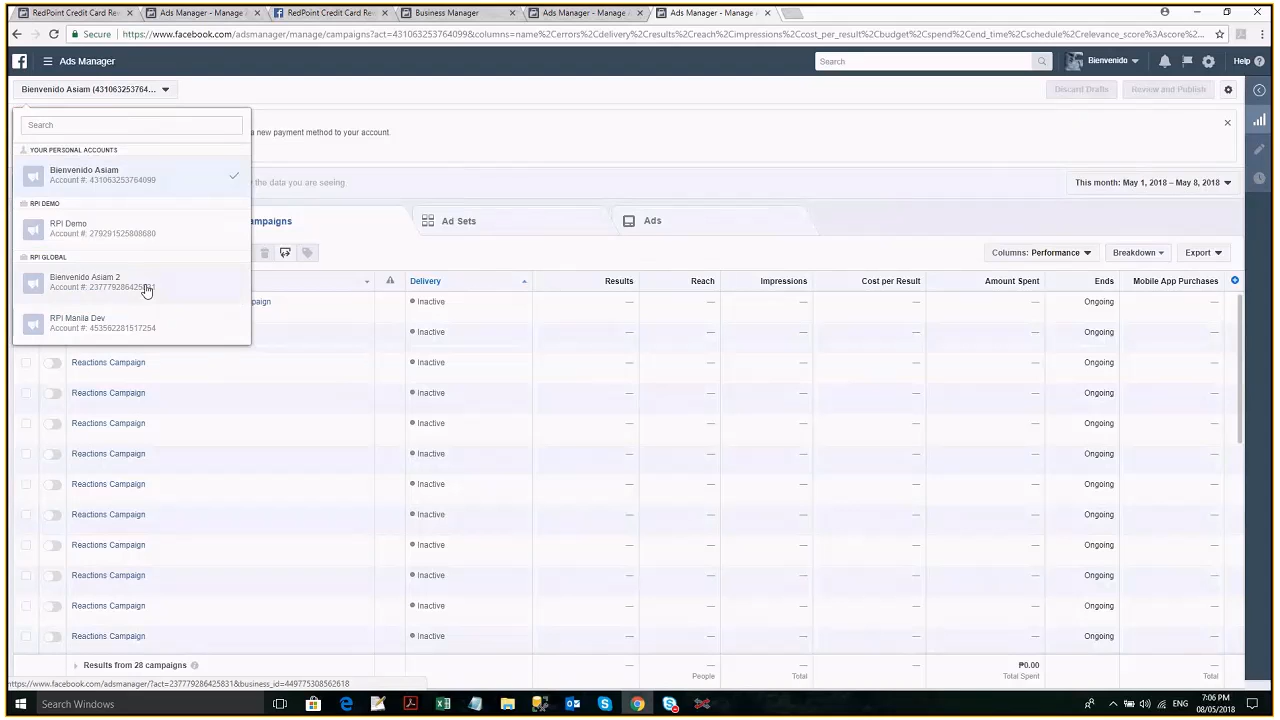 RedPoint Credit Card Re
Ads Manager - Manage
RedPoint Credit Card Re
Business Manager
Ads Manager - Manage
Ads Manager - Manage
Secure
https://www.facebook.com/adsmanager/manage/campaigns?act=431063253764099&columns=name%2Cerrors%2Cdelivery%2Cresults%2Creach%2Cimpressions%2Ccost_per_result%2Cbudget%2Cspend%2Cend_time%2Cschedule%2Crelevance_score%3Ascore%...
Ads Manager
Search
Bienvenido
Help
Bienvenido Asiam (431063253764...
Discard Drafts
Review and Publish
Search
a new payment method to your account.
YOUR PERSONAL ACCOUNTS
Bienvenido Asiam
Account #: 431063253764099
the data you are seeing
This month: May 1, 2018 – May 8, 2018
RPI DEMO
RPI Demo
Account #: 279291525808680
ampaigns
Ad Sets
Ads
RPI GLOBAL
Columns: Performance
Breakdown
Export
Bienvenido Asiam 2
Account #:
Delivery
Results
Reach
Impressions
Cost per Result
Amount Spent
Ends
Mobile App Purchases
paign
Inactive
— — — — — Ongoing —
RPI Manila Dev
Account #: 453562281517254
Inactive
— — — — — Ongoing —
Reactions Campaign Inactive — — — — — Ongoing —
Reactions Campaign Inactive — — — — — Ongoing —
Reactions Campaign Inactive — — — — — Ongoing —
Reactions Campaign Inactive — — — — — Ongoing —
Reactions Campaign Inactive — — — — — Ongoing —
Reactions Campaign Inactive — — — — — Ongoing —
Reactions Campaign Inactive — — — — — Ongoing —
Reactions Campaign Inactive — — — — — Ongoing —
Reactions Campaign Inactive — — — — — Ongoing —
Reactions Campaign Inactive — — — — — Ongoing —
Results from 28 campaigns — — — — ₱0.00 —
People Total Total Spent Total
https://www.facebook.com/adsmanager/?act=237779286425831&business_id=449775308562618
Search Windows
ENG
7:06 PM
08/05/2018